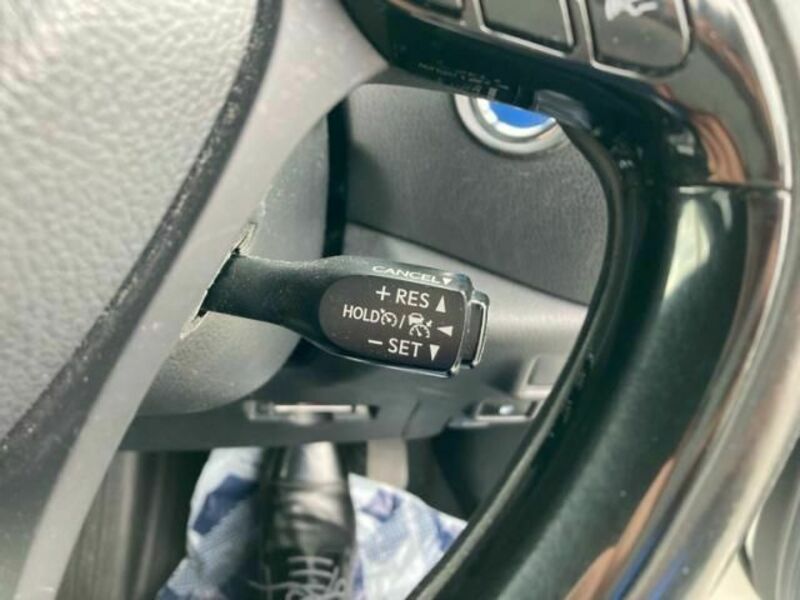 CANCEL
+ RES
HOLD /
− SET